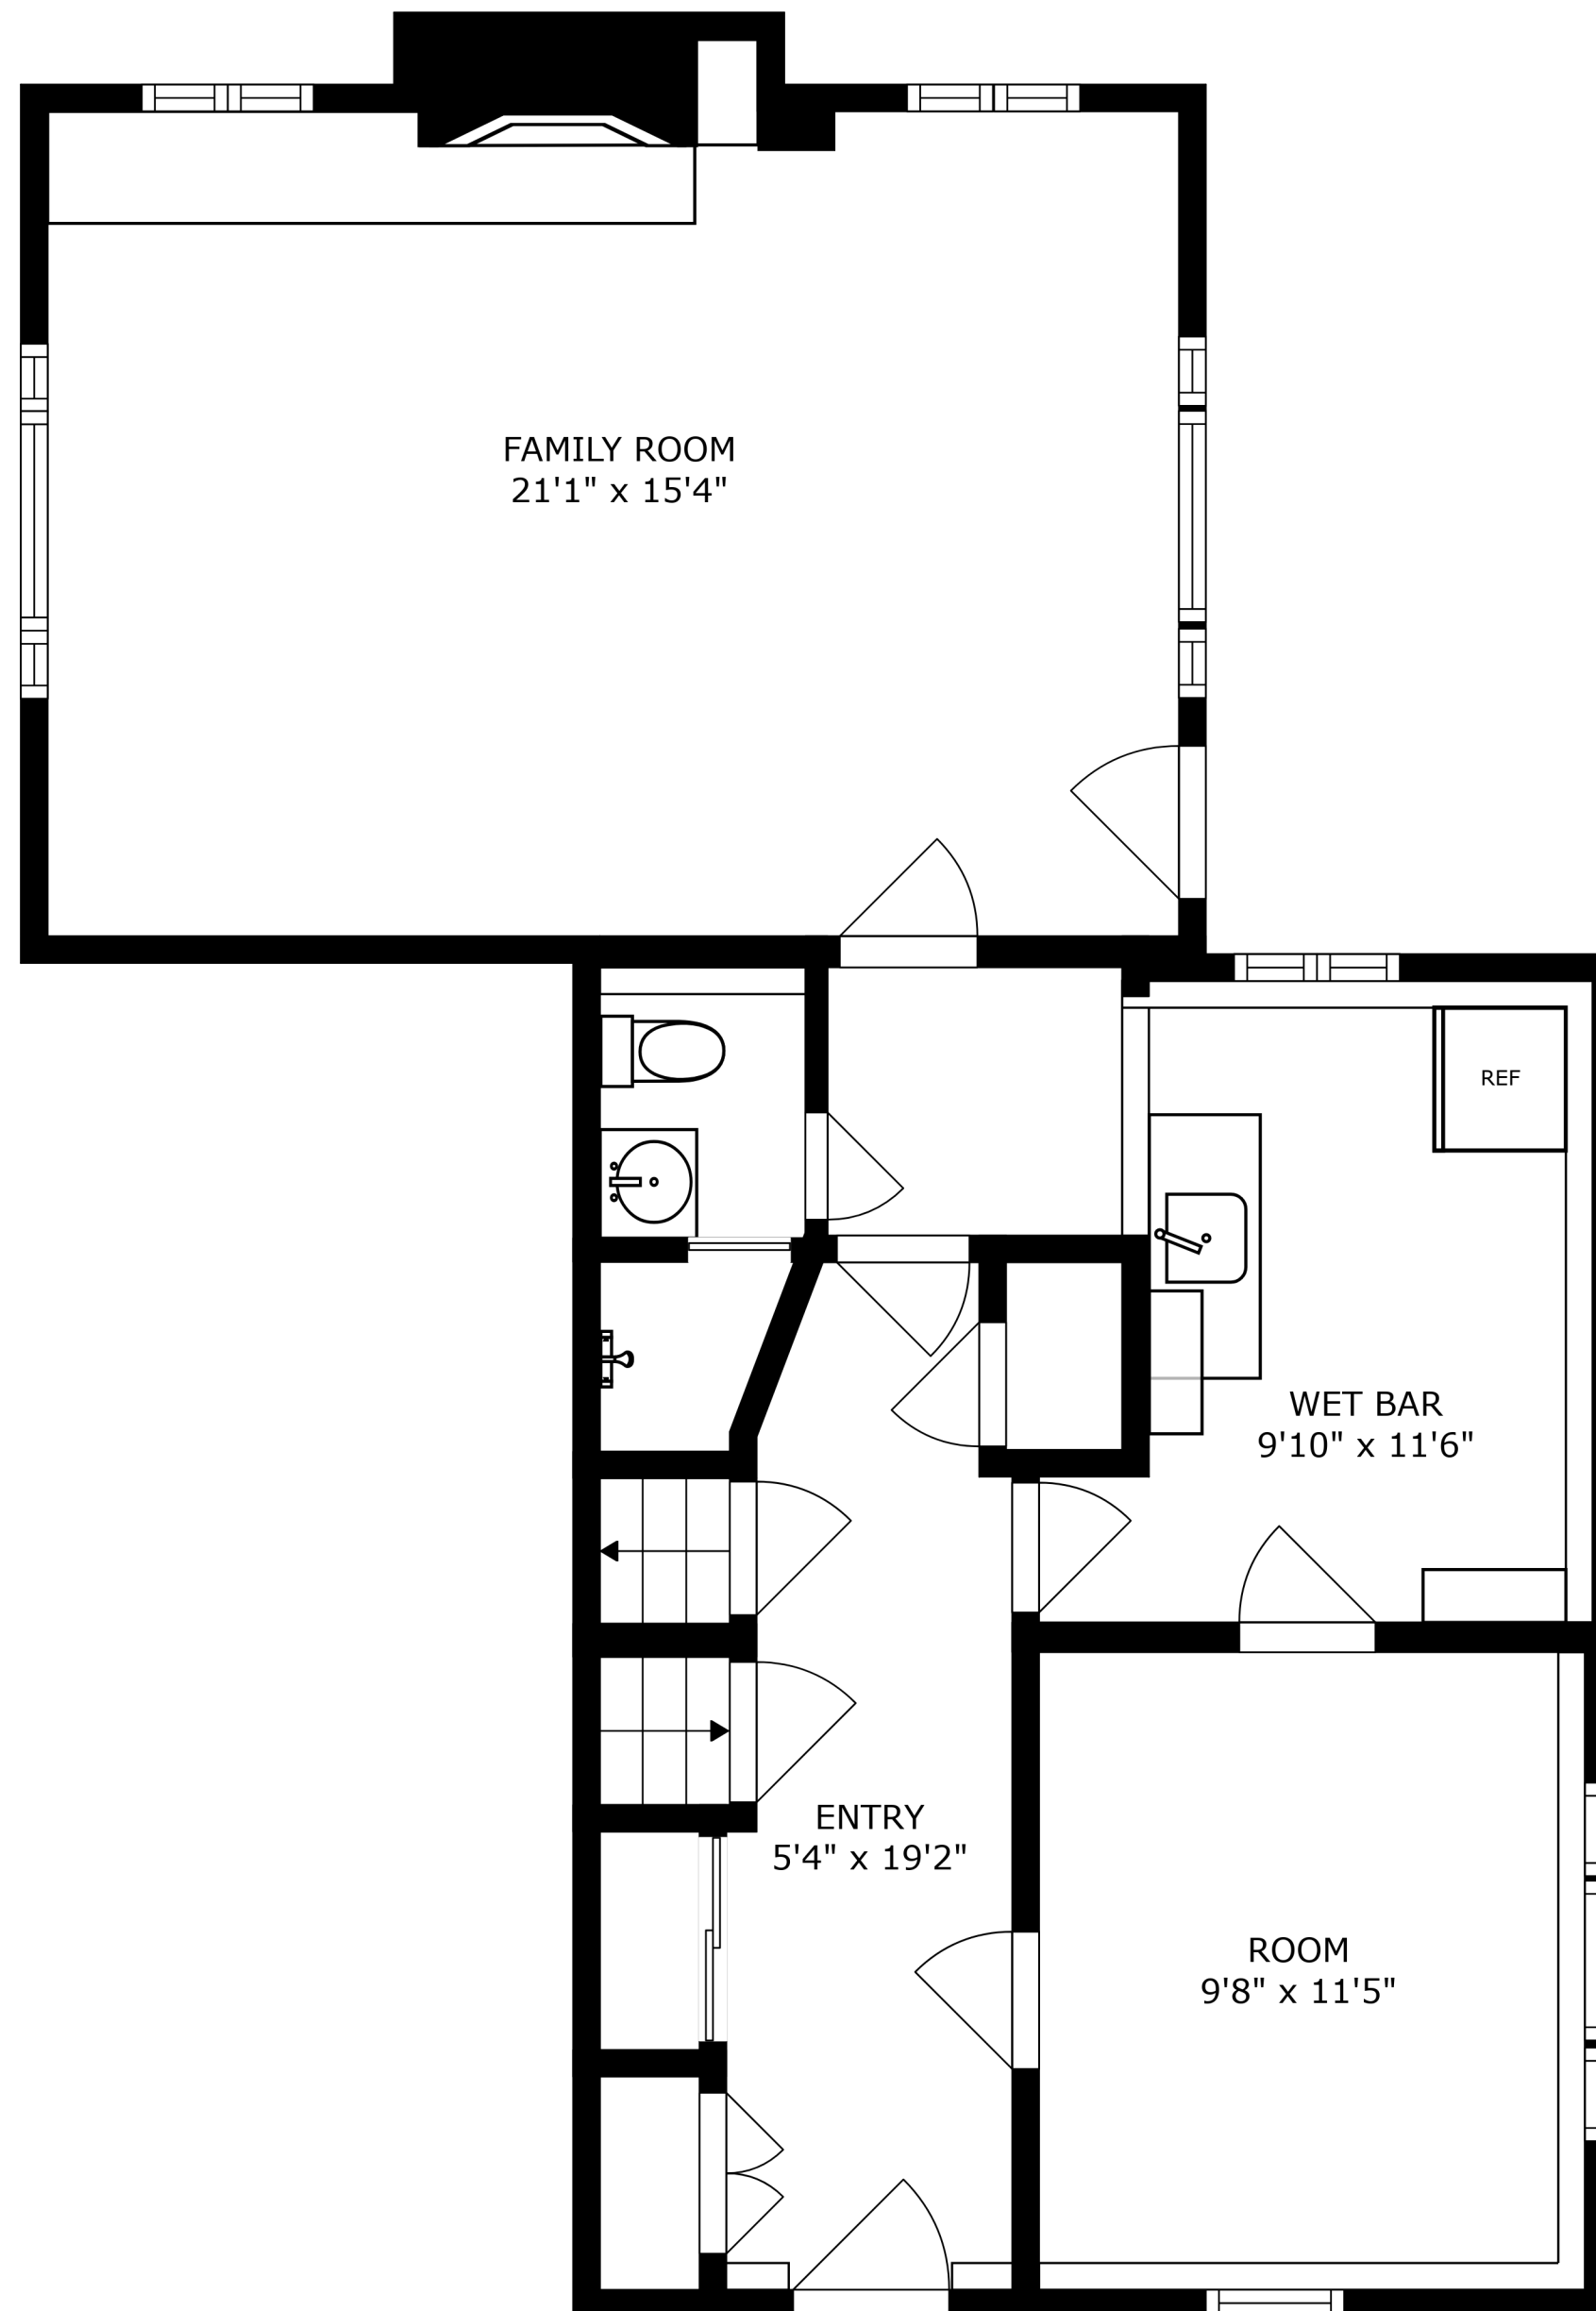 FAMILY ROOM
21'1" x 15'4"
REF
WET BAR
9'10" x 11'6"
ENTRY
5'4" x 19'2"
ROOM
9'8" x 11'5"